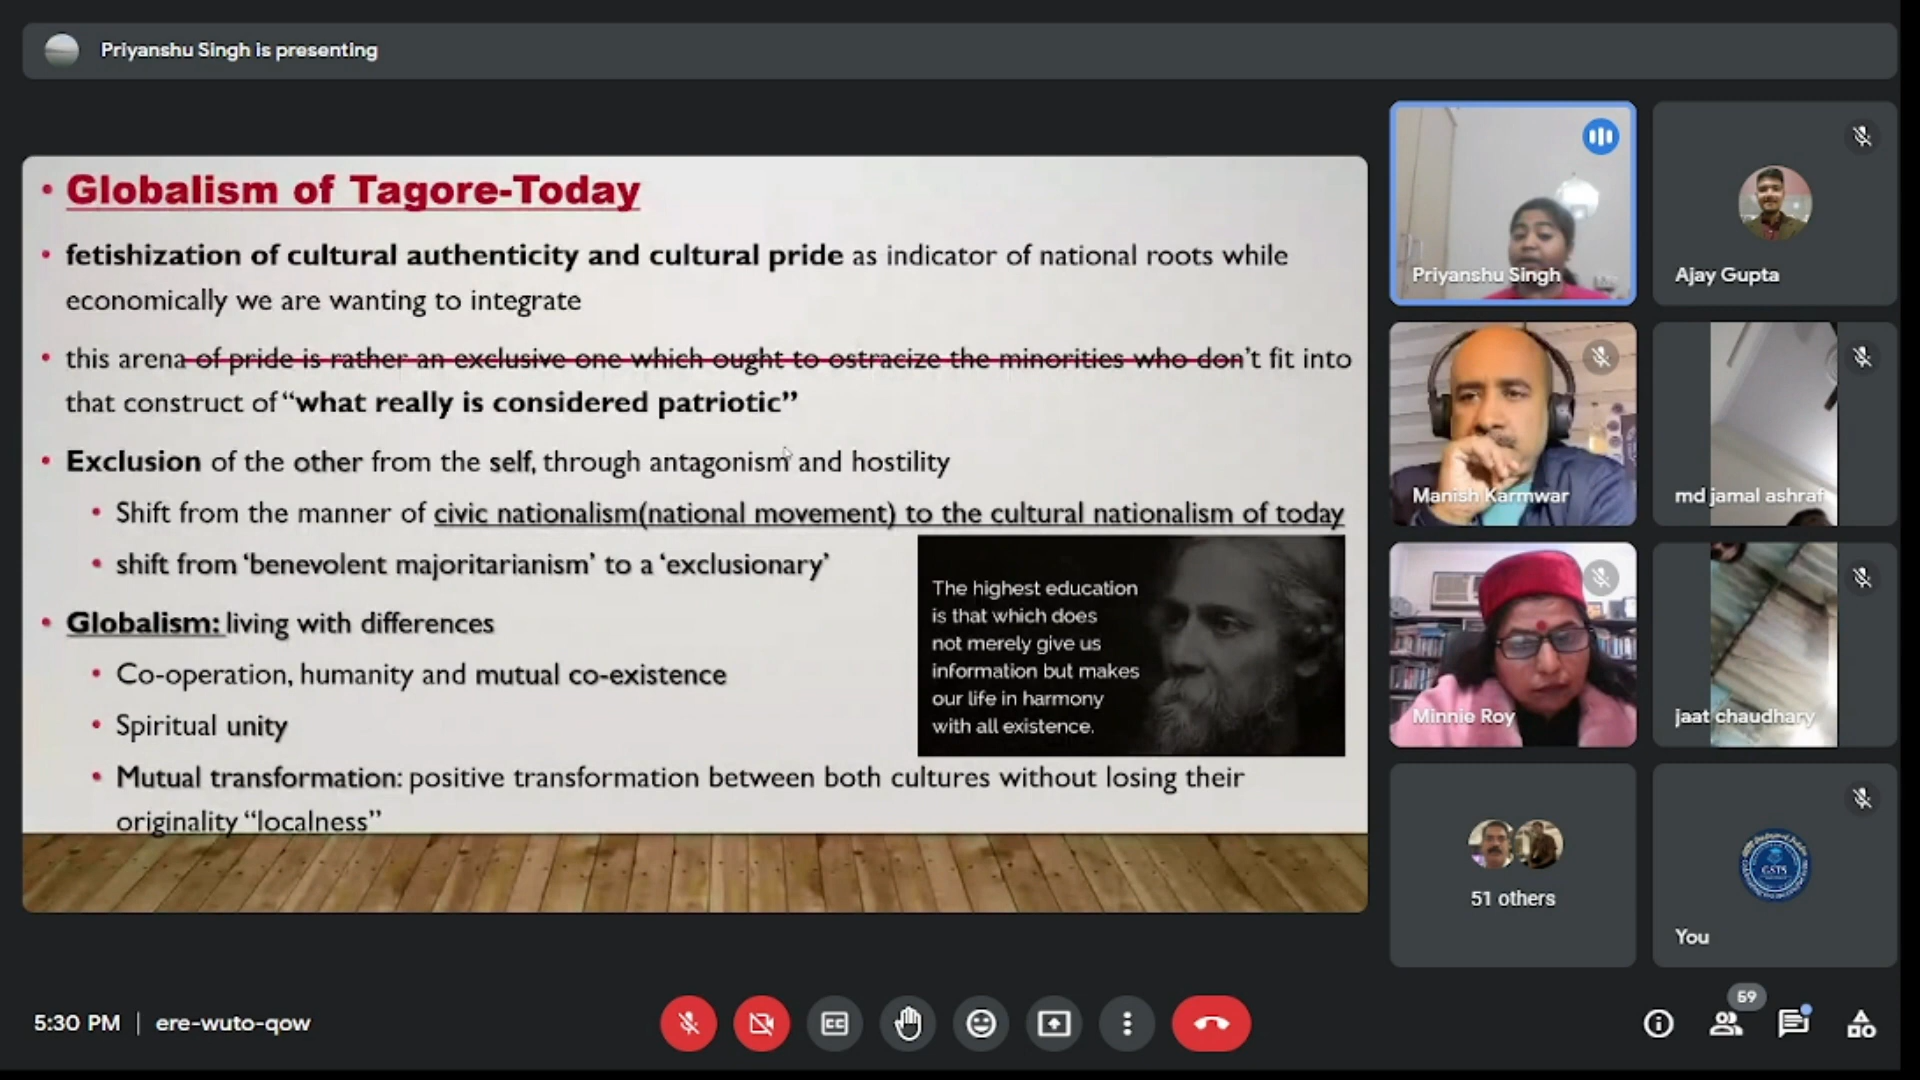 Priyanshu Singh is presenting
• Globalism of Tagore-Today
• fetishization of cultural authenticity and cultural pride as indicator of national roots while
economically we are wanting to integrate
• this arena of pride is rather an exclusive one which ought to ostracize the minorities who don't fit into
that construct of “what really is considered patriotic”
• Exclusion of the other from the self, through antagonism and hostility
• Shift from the manner of civic nationalism(national movement) to the cultural nationalism of today
• shift from ‘benevolent majoritarianism’ to a ‘exclusionary’
• Globalism: living with differences
• Co-operation, humanity and mutual co-existence
• Spiritual unity
• Mutual transformation: positive transformation between both cultures without losing their
originality “localness”
The highest education
is that which does
not merely give us
information but makes
our life in harmony
with all existence.
Priyanshu Singh
Ajay Gupta
Manish Karmwar
md jamal ashraf
Minnie Roy
jaat chaudhary
51 others
GSTS
You
5:30 PM | ere-wuto-qow
CC
59